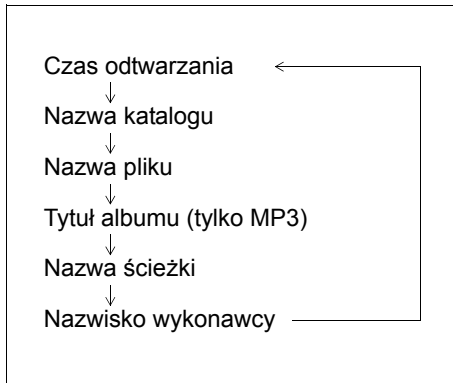 Czas odtwarzania
Nazwa katalogu
Nazwa pliku
Tytuł albumu (tylko MP3)
Nazwa ścieżki
Nazwisko wykonawcy